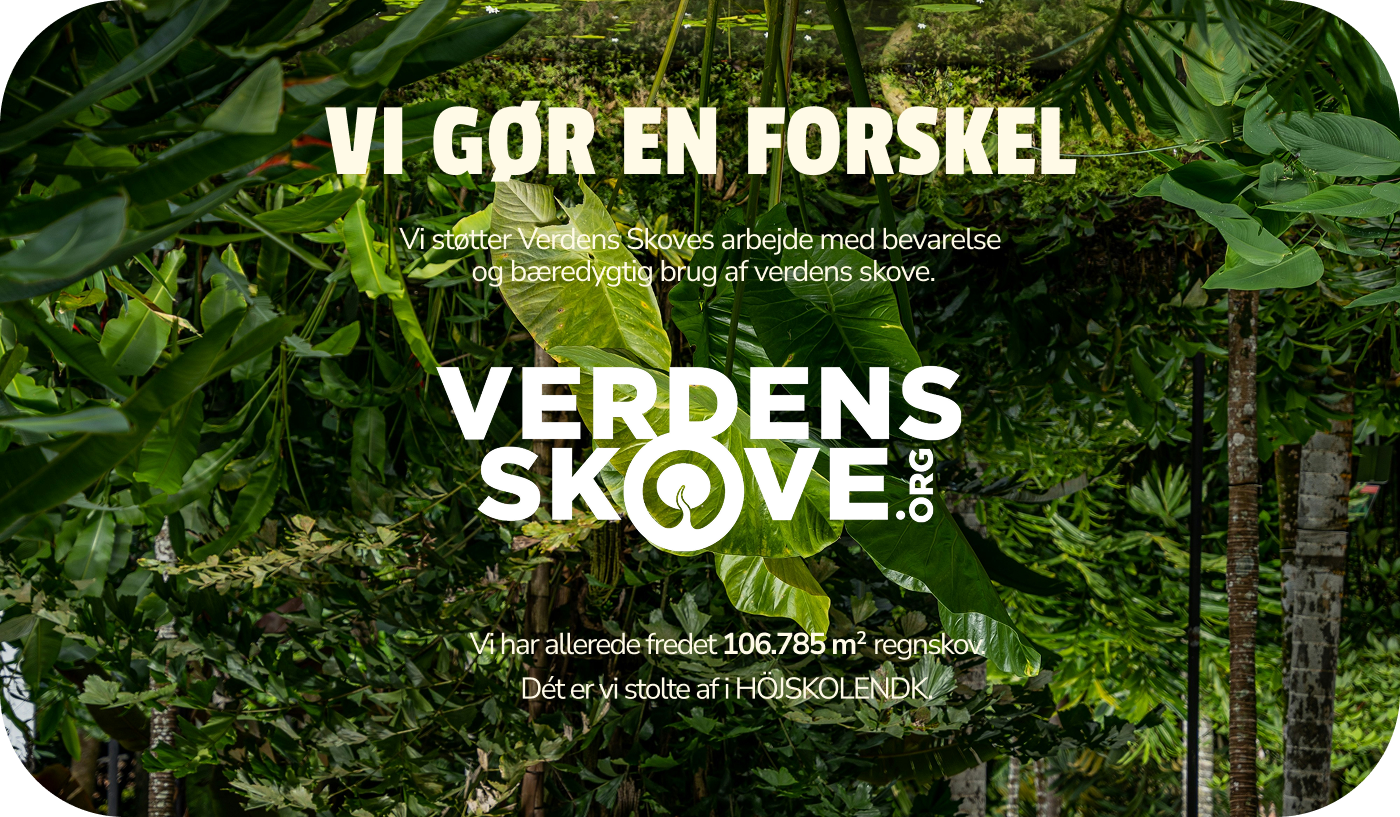 VI GØR EN FORSKEL
Vi støtter Verdens Skoves arbejde med bevarelse
og bæredygtig brug af verdens skove.
VERDENS
SKOVE.ORG
Vi har allerede fredet 106.785 m² regnskov.
Dét er vi stolte af i HÖJSKOLENDK.